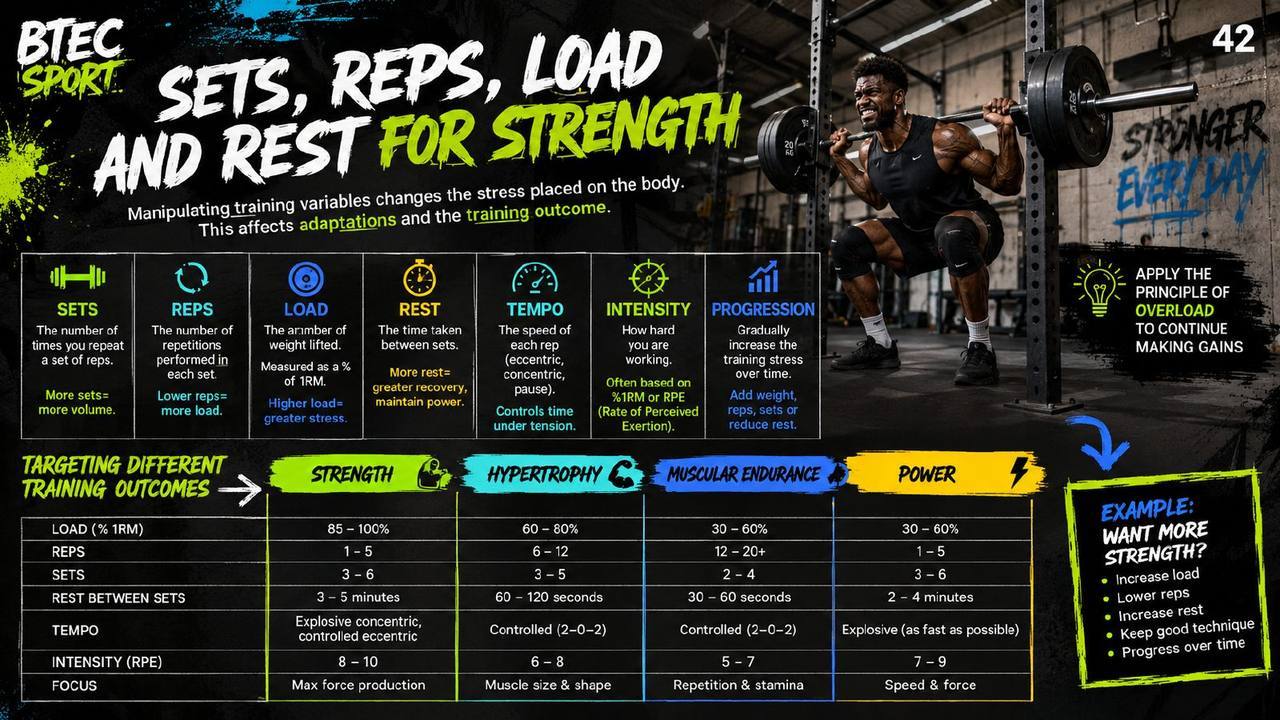 BTEC
SPORT
42
SETS, REPS, LOAD
AND REST FOR STRENGTH
Manipulating training variables changes the stress placed on the body.
This affects adaptations and the training outcome.
STRONGER
EVERY DAY
APPLY THE
PRINCIPLE OF
OVERLOAD
TO CONTINUE
MAKING GAINS
SETS
The number of
times you repeat
a set of reps.
More sets=
more volume.
REPS
The number of
repetitions
performed in
each set.
Lower reps=
more load.
LOAD
The amount of
weight lifted.
Measured as a %
of 1RM.
Higher load=
greater stress.
REST
The time taken
between sets.
More rest=
greater recovery,
maintain power.
TEMPO
The speed of
each rep
(eccentric,
concentric,
pause).
Controls time
under tension.
INTENSITY
How hard
you are
working.
Often based on
%1RM or RPE
(Rate of Perceived
Exertion).
PROGRESSION
Gradually
increase the
training stress
over time.
Add weight,
reps, sets or
reduce rest.
TARGETING DIFFERENT
TRAINING OUTCOMES
STRENGTH HYPERTROPHY MUSCULAR ENDURANCE POWER
LOAD (% 1RM) 85 – 100% 60 – 80% 30 – 60% 30 – 60%
REPS 1 – 5 6 – 12 12 – 20+ 1 – 5
SETS 3 – 6 3 – 5 2 – 4 3 – 6
REST BETWEEN SETS 3 – 5 minutes 60 – 120 seconds 30 – 60 seconds 2 – 4 minutes
TEMPO Explosive concentric,
controlled eccentric Controlled (2–0–2) Controlled (2–0–2) Explosive (as fast as possible)
INTENSITY (RPE) 8 – 10 6 – 8 5 – 7 7 – 9
FOCUS Max force production Muscle size & shape Repetition & stamina Speed & force
EXAMPLE:
WANT MORE
STRENGTH?
• Increase load
• Lower reps
• Increase rest
• Keep good technique
• Progress over time